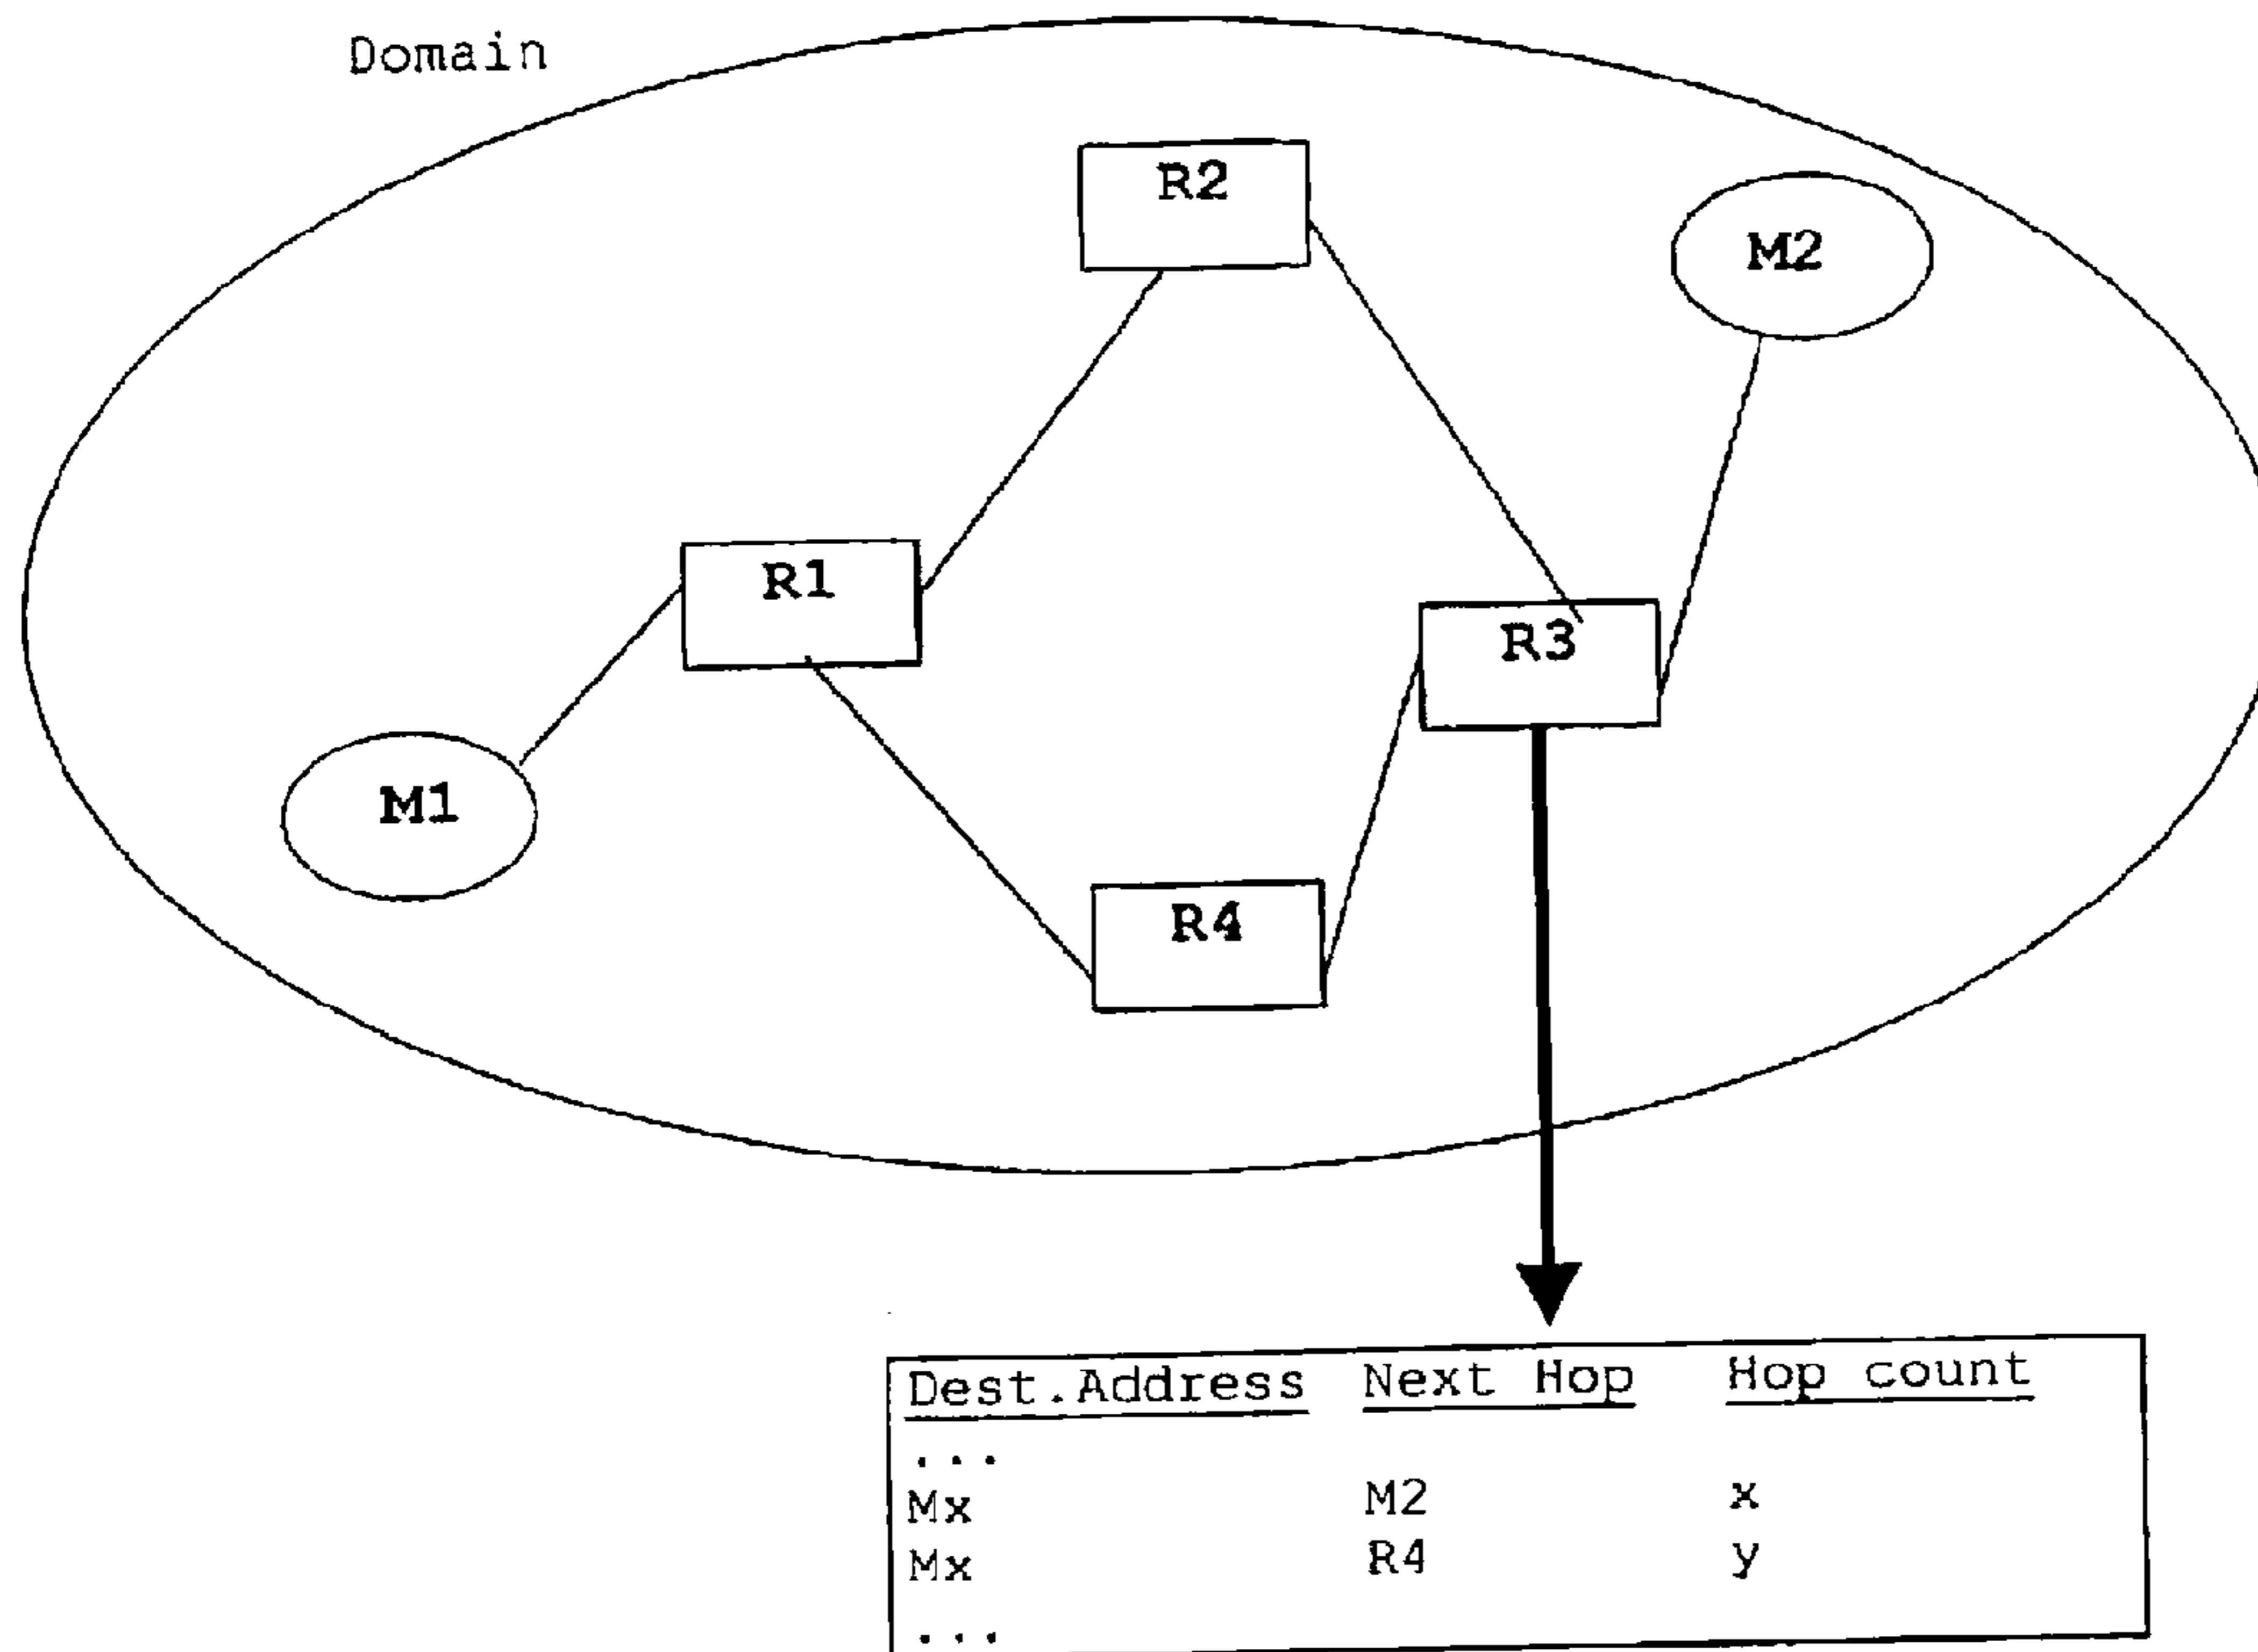 Domain
R2
M2
R1
R3
M1
R4
Dest.Address Next Hop Hop count
...
Mx M2 x
Mx R4 y
...